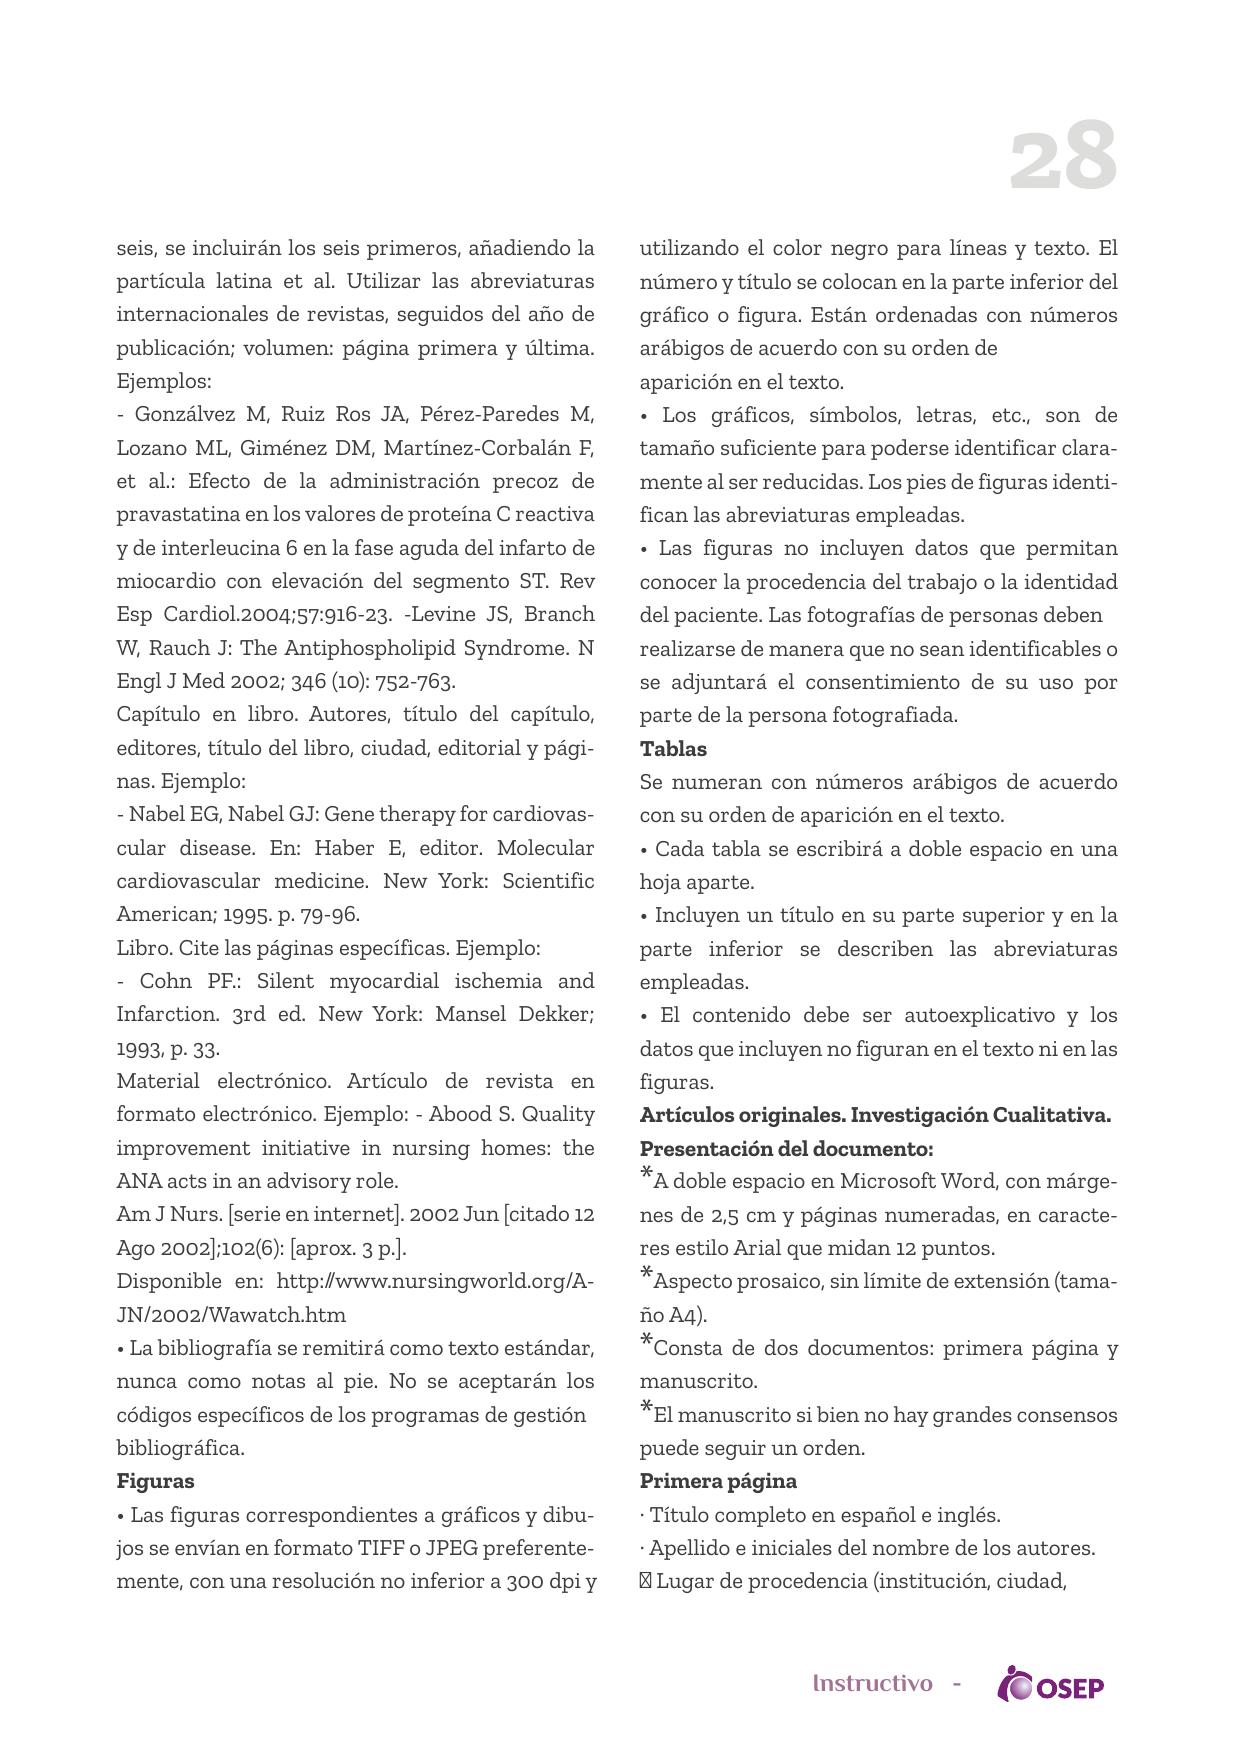 28
seis, se incluirán los seis primeros, añadiendo la
partícula latina et al. Utilizar las abreviaturas
internacionales de revistas, seguidos del año de
publicación; volumen: página primera y última.
Ejemplos:
- Gonzálvez M, Ruiz Ros JA, Pérez-Paredes M,
Lozano ML, Giménez DM, Martínez-Corbalán F,
et al.: Efecto de la administración precoz de
pravastatina en los valores de proteína C reactiva
y de interleucina 6 en la fase aguda del infarto de
miocardio con elevación del segmento ST. Rev
Esp Cardiol.2004;57:916-23. -Levine JS, Branch
W, Rauch J: The Antiphospholipid Syndrome. N
Engl J Med 2002; 346 (10): 752-763.
Capítulo en libro. Autores, título del capítulo,
editores, título del libro, ciudad, editorial y pági-
nas. Ejemplo:
- Nabel EG, Nabel GJ: Gene therapy for cardiovas-
cular disease. En: Haber E, editor. Molecular
cardiovascular medicine. New York: Scientific
American; 1995. p. 79-96.
Libro. Cite las páginas específicas. Ejemplo:
- Cohn PF.: Silent myocardial ischemia and
Infarction. 3rd ed. New York: Mansel Dekker;
1993, p. 33.
Material electrónico. Artículo de revista en
formato electrónico. Ejemplo: - Abood S. Quality
improvement initiative in nursing homes: the
ANA acts in an advisory role.
Am J Nurs. [serie en internet]. 2002 Jun [citado 12
Ago 2002];102(6): [aprox. 3 p.].
Disponible en: http://www.nursingworld.org/A-
JN/2002/Wawatch.htm
• La bibliografía se remitirá como texto estándar,
nunca como notas al pie. No se aceptarán los
códigos específicos de los programas de gestión
bibliográfica.
Figuras
• Las figuras correspondientes a gráficos y dibu-
jos se envían en formato TIFF o JPEG preferente-
mente, con una resolución no inferior a 300 dpi y
utilizando el color negro para líneas y texto. El
número y título se colocan en la parte inferior del
gráfico o figura. Están ordenadas con números
arábigos de acuerdo con su orden de
aparición en el texto.
• Los gráficos, símbolos, letras, etc., son de
tamaño suficiente para poderse identificar clara-
mente al ser reducidas. Los pies de figuras identi-
fican las abreviaturas empleadas.
• Las figuras no incluyen datos que permitan
conocer la procedencia del trabajo o la identidad
del paciente. Las fotografías de personas deben
realizarse de manera que no sean identificables o
se adjuntará el consentimiento de su uso por
parte de la persona fotografiada.
Tablas
Se numeran con números arábigos de acuerdo
con su orden de aparición en el texto.
• Cada tabla se escribirá a doble espacio en una
hoja aparte.
• Incluyen un título en su parte superior y en la
parte inferior se describen las abreviaturas
empleadas.
• El contenido debe ser autoexplicativo y los
datos que incluyen no figuran en el texto ni en las
figuras.
Artículos originales. Investigación Cualitativa.
Presentación del documento:
*A doble espacio en Microsoft Word, con márge-
nes de 2,5 cm y páginas numeradas, en caracte-
res estilo Arial que midan 12 puntos.
*Aspecto prosaico, sin límite de extensión (tama-
ño A4).
*Consta de dos documentos: primera página y
manuscrito.
*El manuscrito si bien no hay grandes consensos
puede seguir un orden.
Primera página
· Título completo en español e inglés.
· Apellido e iniciales del nombre de los autores.
Lugar de procedencia (institución, ciudad,
Instructivo -
OSEP